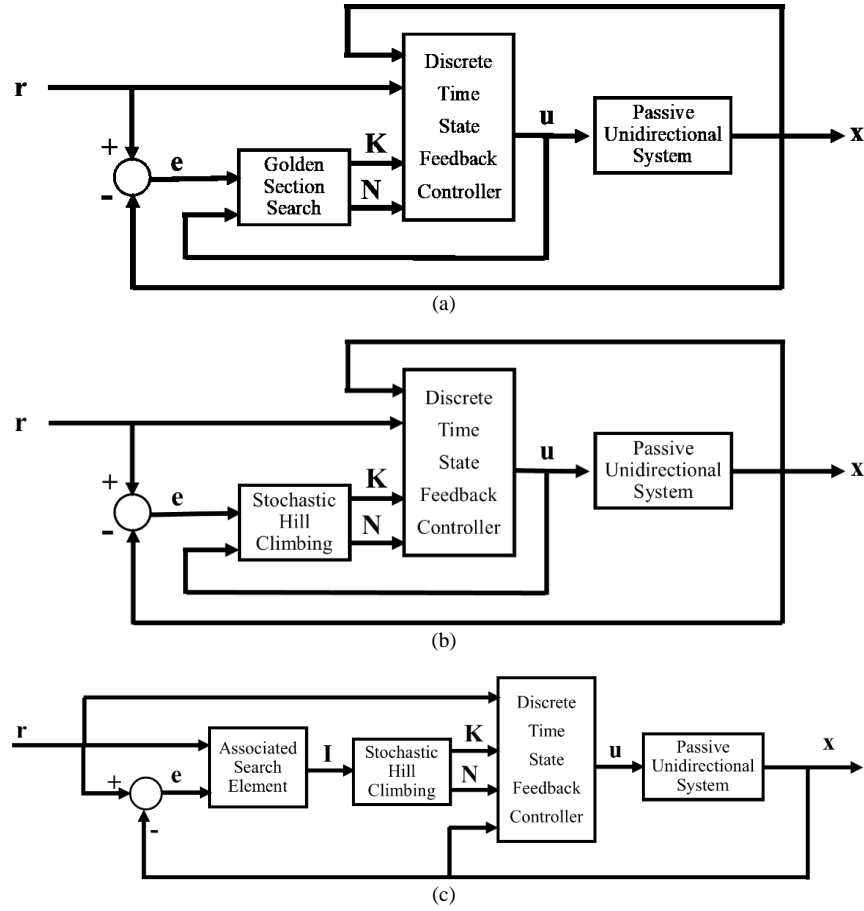 r
+
-
e
Golden
Section
Search
K
N
Discrete
Time
State
Feedback
Controller
u
Passive
Unidirectional
System
x
(a)
r
+
-
e
Stochastic
Hill
Climbing
K
N
Discrete
Time
State
Feedback
Controller
u
Passive
Unidirectional
System
x
(b)
r
+
-
e
Associated
Search
Element
I
Stochastic
Hill
Climbing
K
N
Discrete
Time
State
Feedback
Controller
u
Passive
Unidirectional
System
x
(c)